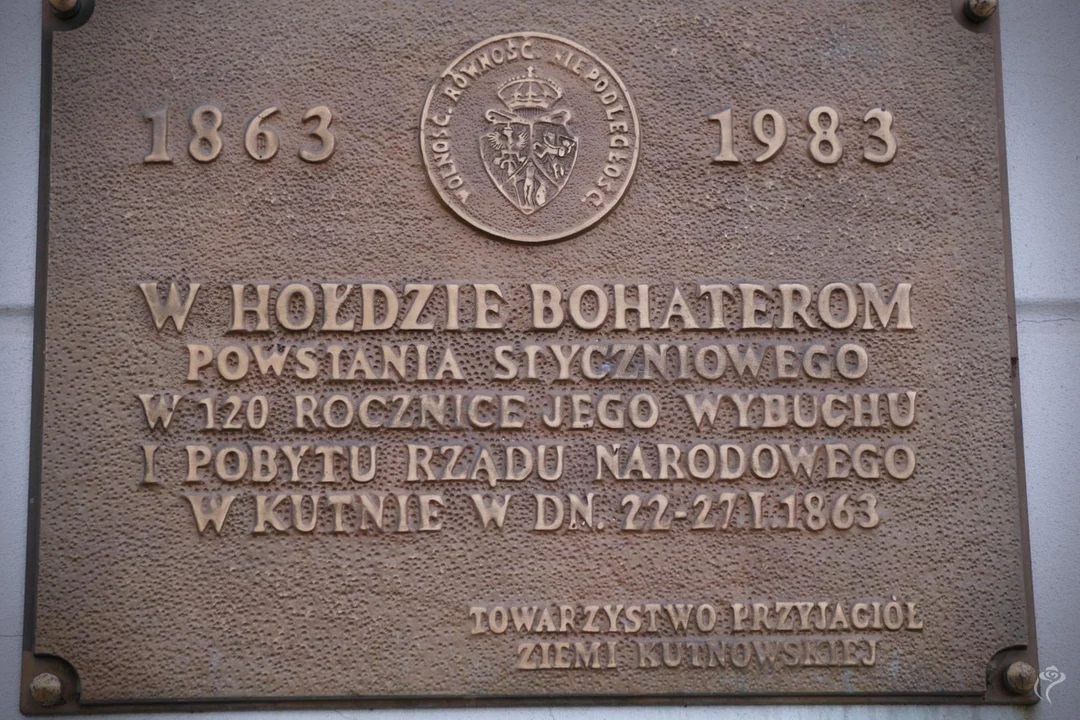 WOLNOŚĆ. RÓWNOŚĆ NIEPODLEGŁOŚĆ.
1863 1983
W HOŁDZIE BOHATEROM
POWSTANIA STYCZNIOWEGO
W 120 ROCZNICE JEGO WYBUCHU
I POBYTU RZĄDU NARODOWEGO
W KUTNIE W DN. 22-27 I.1863
TOWARZYSTWO PRZYJACIÓŁ
ZIEMI KUTNOWSKIEJ